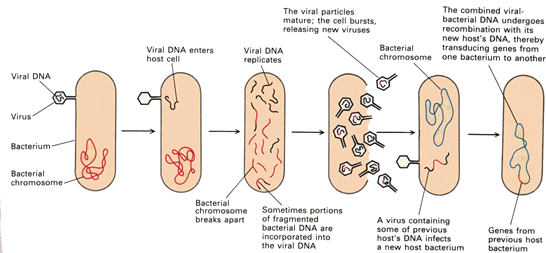 Viral DNA
Virus
Bacterium
Bacterial
chromosome
Viral DNA enters
host cell
Viral DNA
replicates
Bacterial
chromosome
breaks apart
Sometimes portions
of fragmented
bacterial DNA are
incorporated into
the viral DNA
The viral particles
mature; the cell bursts,
releasing new viruses
Bacterial
chromosome
A virus containing
some of previous
host's DNA infects
a new host bacterium
The combined viral-
bacterial DNA undergoes
recombination with its
new host's DNA, thereby
transducing genes from
one bacterium to another
Genes from
previous host
bacterium